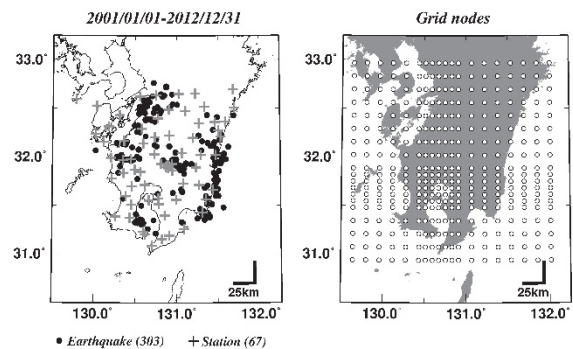 2001/01/01-2012/12/31
Grid nodes
33.0°
32.0°
31.0°
130.0°
131.0°
132.0°
25km
33.0°
32.0°
31.0°
130.0°
131.0°
132.0°
25km
Earthquake (303)
Station (67)